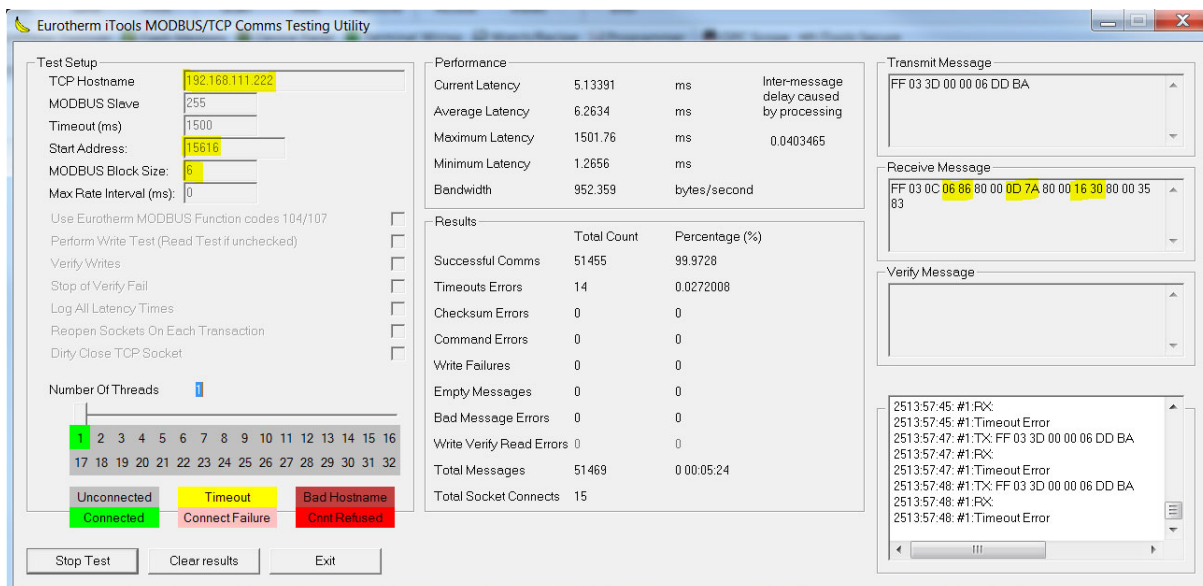 Eurotherm iTools MODBUS/TCP Comms Testing Utility
Test Setup
TCP Hostname 192.168.111.222
MODBUS Slave 255
Timeout (ms) 1500
Start Address: 15616
MODBUS Block Size: 6
Max Rate Interval (ms): 0
Use Eurotherm MODBUS Function codes 104/107
Perform Write Test (Read Test if unchecked)
Verify Writes
Stop of Verify Fail
Log All Latency Times
Reopen Sockets On Each Transaction
Dirty Close TCP Socket
Number Of Threads 1
1 2 3 4 5 6 7 8 9 10 11 12 13 14 15 16
17 18 19 20 21 22 23 24 25 26 27 28 29 30 31 32
Unconnected Timeout Bad Hostname
Connected Connect Failure Cnnt Refused
Stop Test Clear results Exit
Performance
Current Latency 5.13391 ms
Average Latency 6.2634 ms
Maximum Latency 1501.76 ms
Minimum Latency 1.2656 ms
Bandwidth 952.359 bytes/second
Inter-message
delay caused
by processing
0.0403465
Results
Total Count Percentage (%)
Successful Comms 51455 99.9728
Timeouts Errors 14 0.0272008
Checksum Errors 0 0
Command Errors 0 0
Write Failures 0 0
Empty Messages 0 0
Bad Message Errors 0 0
Write Verify Read Errors 0 0
Total Messages 51469 0 00:05:24
Total Socket Connects 15
Transmit Message
FF 03 3D 00 00 06 DD BA
Receive Message
FF 03 0C 06 86 80 00 0D 7A 80 00 16 30 80 00 35
83
Verify Message
2513:57:45: #1:RX:
2513:57:45: #1:Timeout Error
2513:57:47: #1:TX: FF 03 3D 00 00 06 DD BA
2513:57:47: #1:RX:
2513:57:47: #1:Timeout Error
2513:57:48: #1:TX: FF 03 3D 00 00 06 DD BA
2513:57:48: #1:RX:
2513:57:48: #1:Timeout Error